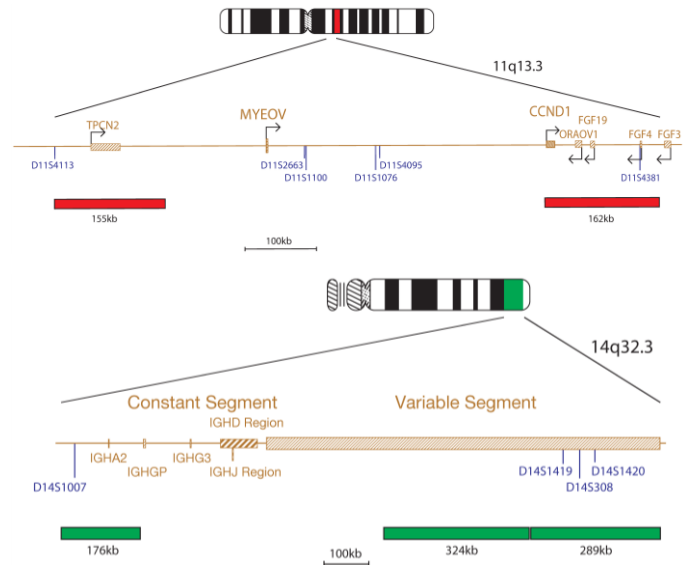 11q13.3
TPCN2
MYEOV
CCND1
FGF19
ORAOV1
FGF4
FGF3
D11S4113
D11S2663
D11S4095
D11S1100
D11S1076
D11S4381
155kb
162kb
100kb
14q32.3
Constant Segment
Variable Segment
IGHD Region
IGHA2
IGHG3
IGHGP
IGHJ Region
D14S1007
D14S1419
D14S1420
D14S308
176kb
324kb
289kb
100kb